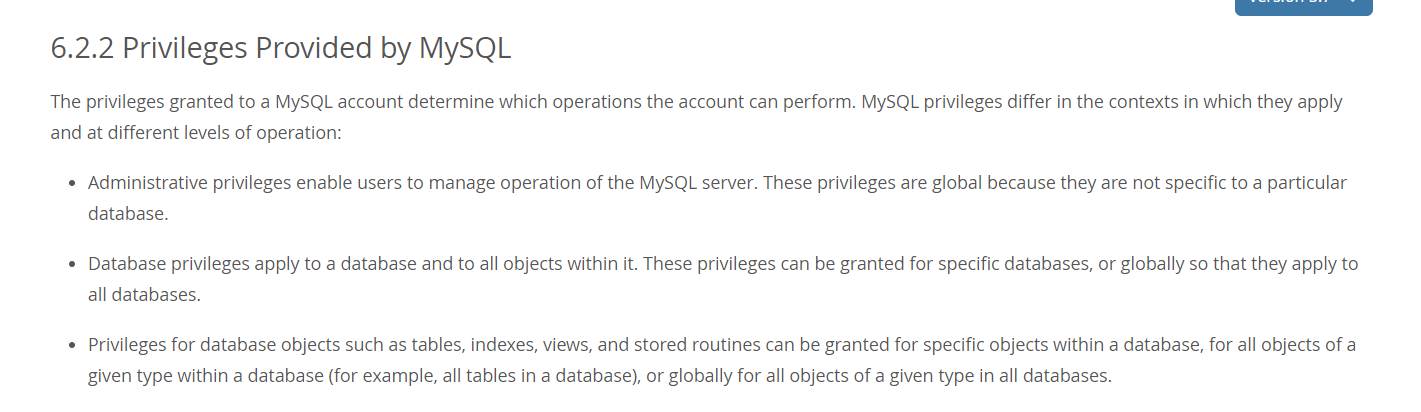 6.2.2 Privileges Provided by MySQL
The privileges granted to a MySQL account determine which operations the account can perform. MySQL privileges differ in the contexts in which they apply
and at different levels of operation:
• Administrative privileges enable users to manage operation of the MySQL server. These privileges are global because they are not specific to a particular
database.
• Database privileges apply to a database and to all objects within it. These privileges can be granted for specific databases, or globally so that they apply to
all databases.
• Privileges for database objects such as tables, indexes, views, and stored routines can be granted for specific objects within a database, for all objects of a
given type within a database (for example, all tables in a database), or globally for all objects of a given type in all databases.